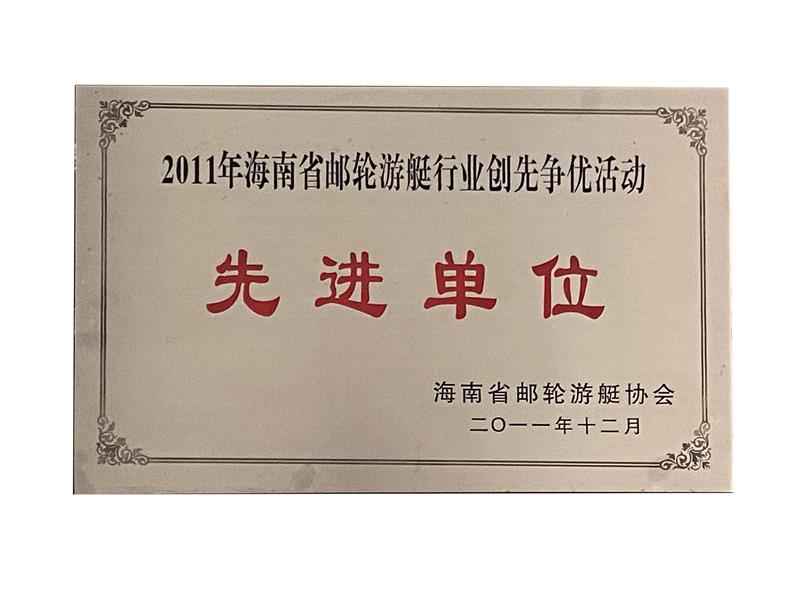 2011年海南省邮轮游艇行业创先争优活动
先进单位
海南省邮轮游艇协会
二〇一一年十二月